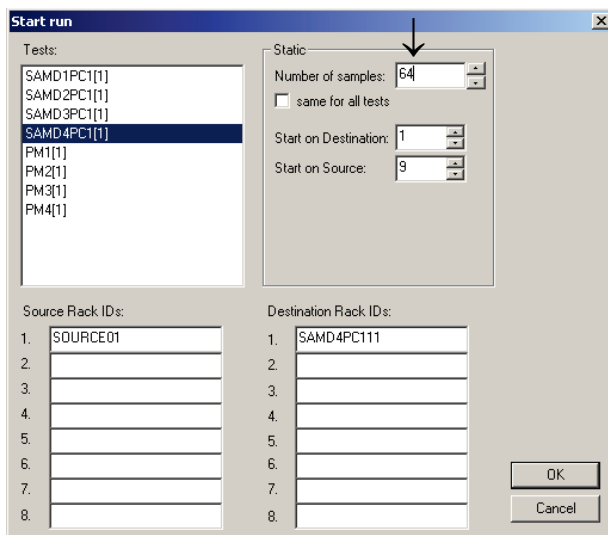 Start run
Tests:
SAMD1PC1[1]
SAMD2PC1[1]
SAMD3PC1[1]
SAMD4PC1[1]
PM1[1]
PM2[1]
PM3[1]
PM4[1]
Static
Number of samples: 64
same for all tests
Start on Destination: 1
Start on Source: 9
Source Rack IDs:
1. SOURCE01
2.
3.
4.
5.
6.
7.
8.
Destination Rack IDs:
1. SAMD4PC111
2.
3.
4.
5.
6.
7.
8.
OK
Cancel